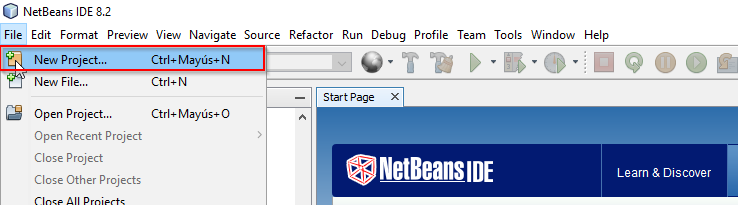 NetBeans IDE 8.2
File Edit Format Preview View Navigate Source Refactor Run Debug Profile Team Tools Window Help
New Project... Ctrl+Mayús+N
New File... Ctrl+N
Start Page
Open Project... Ctrl+Mayús+O
Open Recent Project
Close Project
NetBeans IDE
Learn & Discover
Close Other Projects
Close All Projects